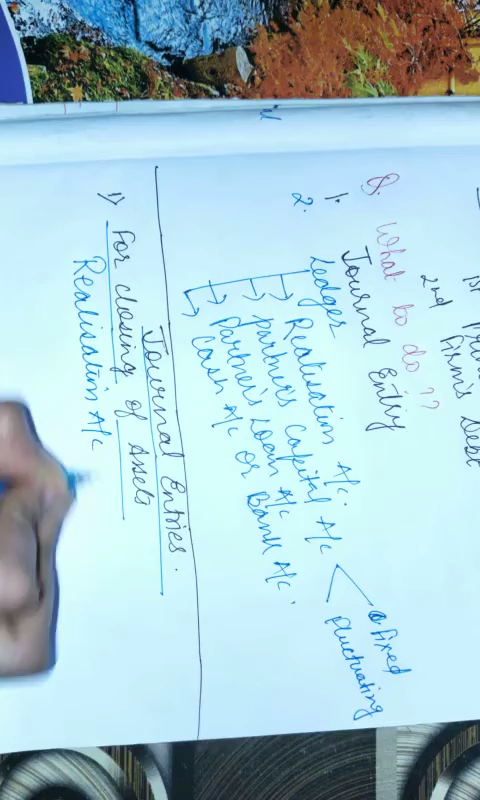 1st
2nd Firm's Debt
Q. What to do ??
1. Journal Entry
2. Ledger
Realisation A/c.
Partner's Capital A/c
Fixed
Fluctuating
Partner's Loan A/c
Cash A/c or Bank A/c.
Journal Entries.
1) For closing of Assets
Realisation A/c